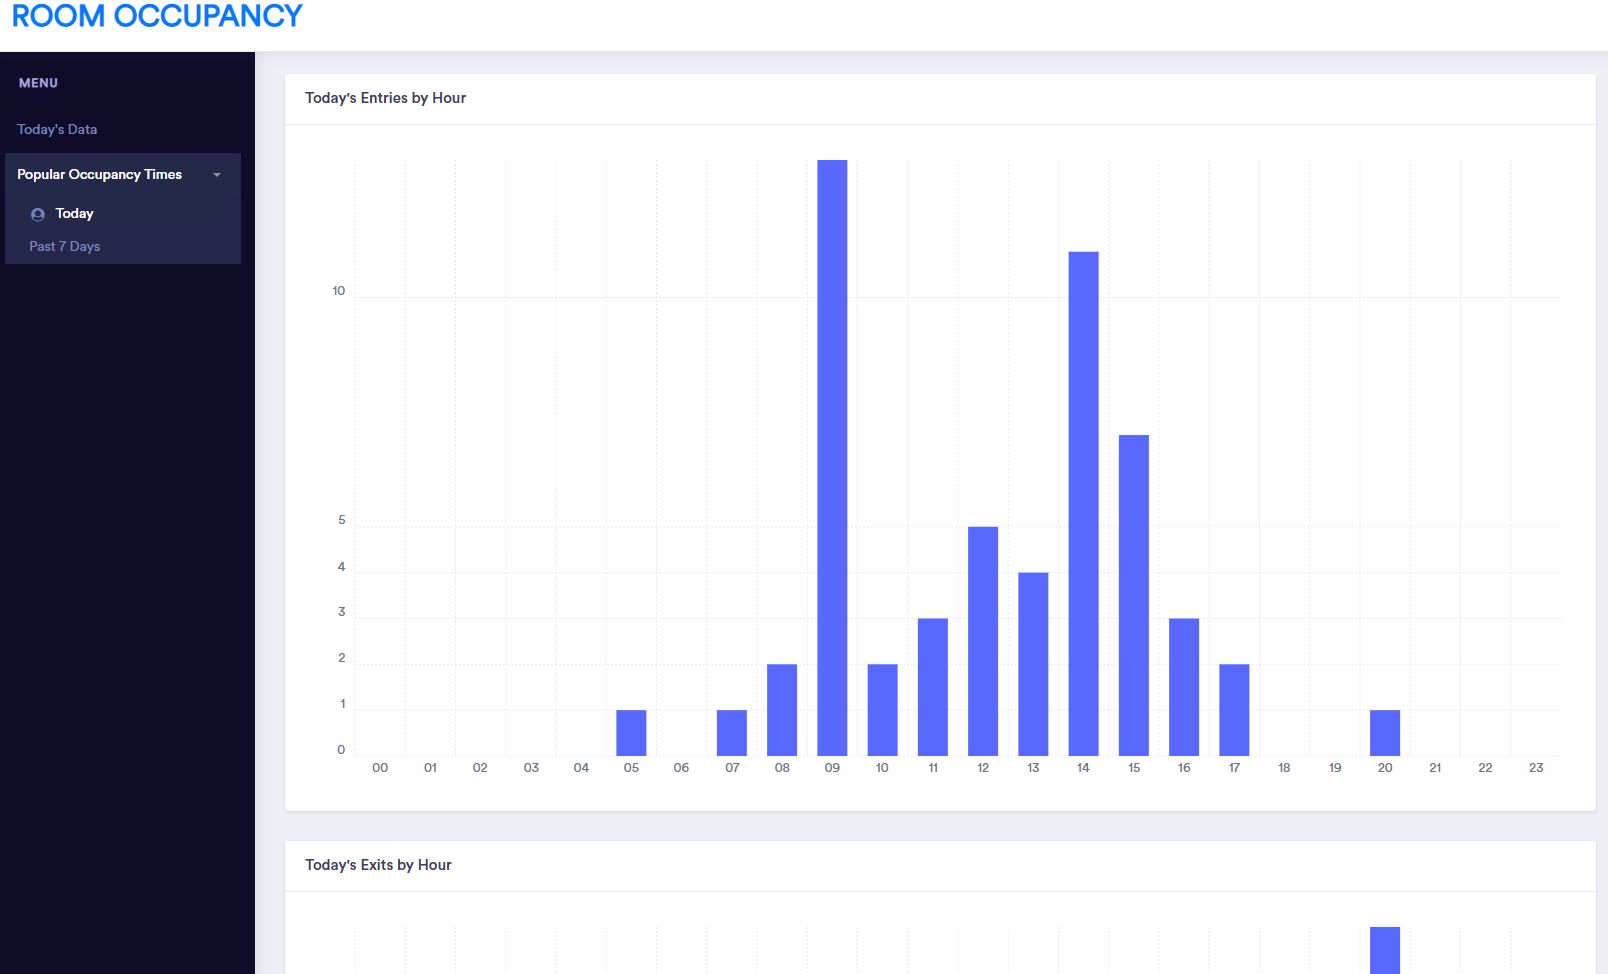 ROOM OCCUPANCY
MENU
Today's Data
Popular Occupancy Times
Today
Past 7 Days
Today's Entries by Hour
10
5
4
3
2
1
0
00 01 02 03 04 05 06 07 08 09 10 11 12 13 14 15 16 17 18 19 20 21 22 23
Today's Exits by Hour